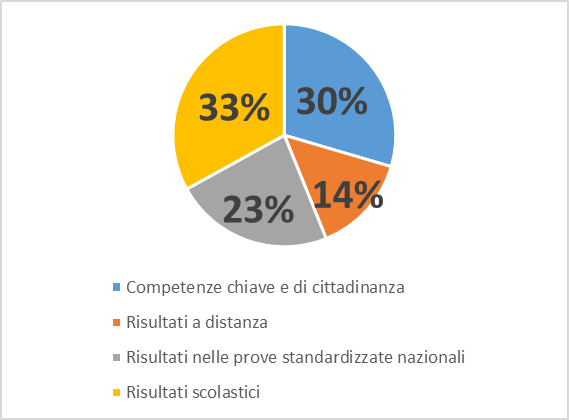 33%
30%
14%
23%
Competenze chiave e di cittadinanza
Risultati a distanza
Risultati nelle prove standardizzate nazionali
Risultati scolastici